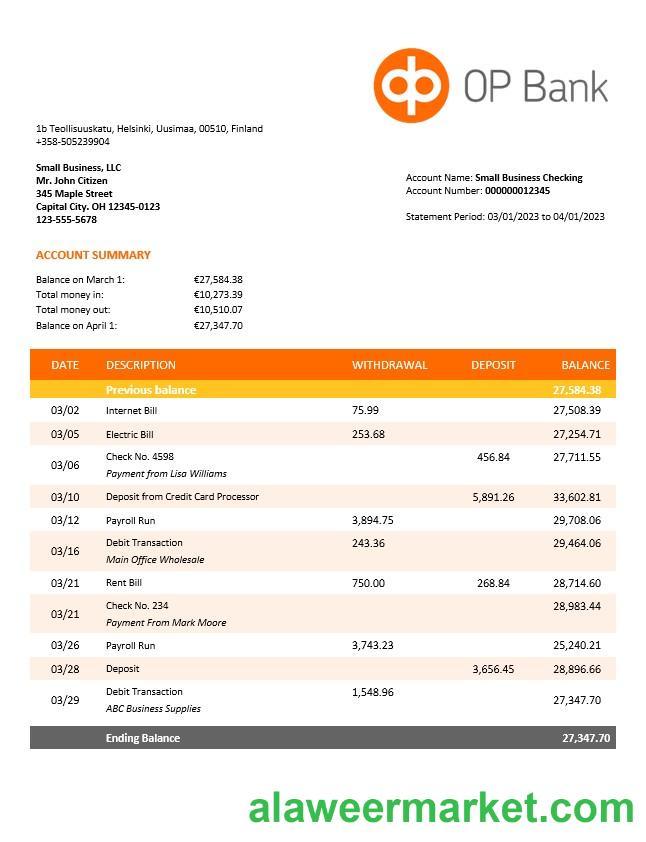 OP Bank
1b Teollisuuskatu, Helsinki, Uusimaa, 00510, Finland
+358-505239904
Small Business, LLC
Mr. John Citizen
345 Maple Street
Capital City. OH 12345-0123
123-555-5678
Account Name: Small Business Checking
Account Number: 000000012345
Statement Period: 03/01/2023 to 04/01/2023
ACCOUNT SUMMARY
Balance on March 1: €27,584.38
Total money in: €10,273.39
Total money out: €10,510.07
Balance on April 1: €27,347.70
DATE DESCRIPTION WITHDRAWAL DEPOSIT BALANCE
Previous balance 27,584.38
03/02 Internet Bill 75.99 27,508.39
03/05 Electric Bill 253.68 27,254.71
03/06 Check No. 4598 456.84 27,711.55
Payment from Lisa Williams
03/10 Deposit from Credit Card Processor 5,891.26 33,602.81
03/12 Payroll Run 3,894.75 29,708.06
03/16 Debit Transaction 243.36 29,464.06
Main Office Wholesale
03/21 Rent Bill 750.00 268.84 28,714.60
03/21 Check No. 234 28,983.44
Payment From Mark Moore
03/26 Payroll Run 3,743.23 25,240.21
03/28 Deposit 3,656.45 28,896.66
03/29 Debit Transaction 1,548.96 27,347.70
ABC Business Supplies
Ending Balance 27,347.70
alaweermarket.com